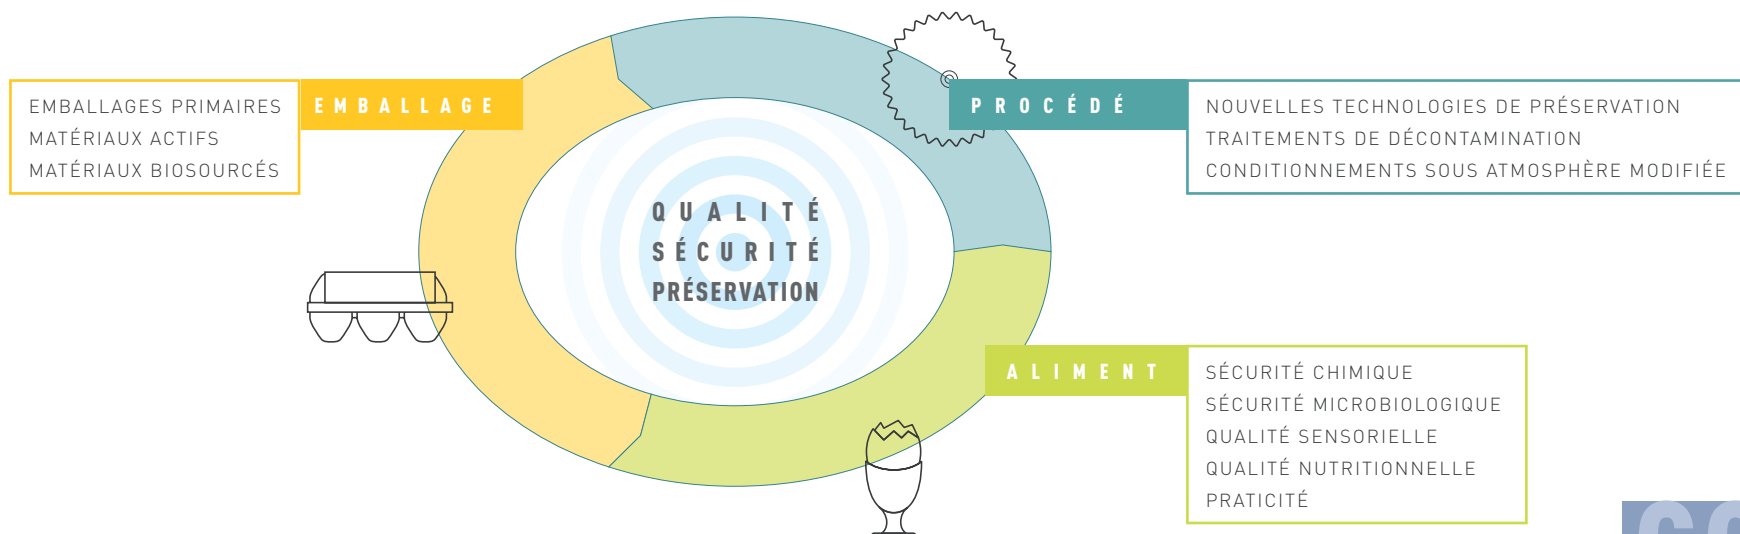 EMBALLAGE
EMBALLAGES PRIMAIRES
MATÉRIAUX ACTIFS
MATÉRIAUX BIOSOURCÉS
PROCÉDÉ
NOUVELLES TECHNOLOGIES DE PRÉSERVATION
TRAITEMENTS DE DÉCONTAMINATION
CONDITIONNEMENTS SOUS ATMOSPHÈRE MODIFIÉE
QUALITÉ
SÉCURITÉ
PRÉSERVATION
ALIMENT
SÉCURITÉ CHIMIQUE
SÉCURITÉ MICROBIOLOGIQUE
QUALITÉ SENSORIELLE
QUALITÉ NUTRITIONNELLE
PRATICITÉ